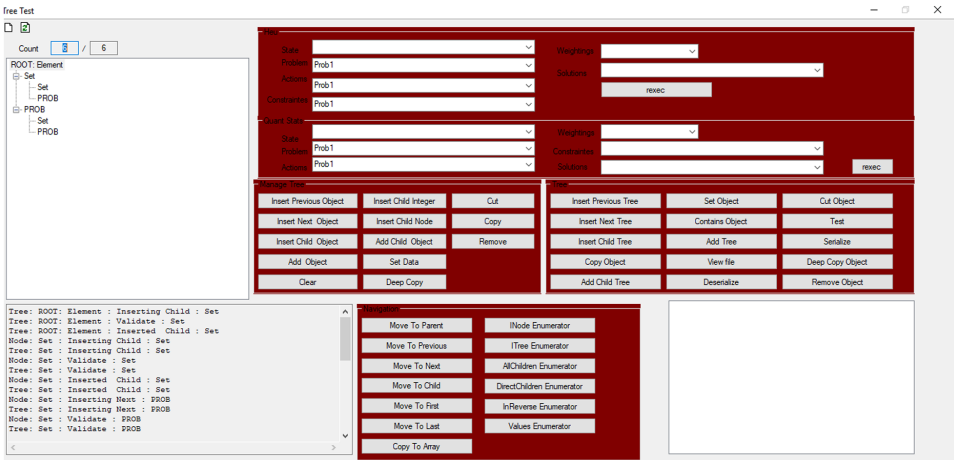 Tree Test
Count 6 / 6
ROOT: Element
Set
Set
PROB
PROB
Set
PROB
State
Problem Prob1
Actions Prob1
Constraintes Prob1
Weightings
Solutions
rexec
Quant State
State
Problem Prob1
Actions Prob1
Weightings
Constraintes
Solutions
rexec
Manage Tree
Insert Previous Object Insert Child Integer Cut
Insert Next Object Insert Child Node Copy
Insert Child Object Add Child Object Remove
Add Object Set Data
Clear Deep Copy
Tree
Insert Previous Tree Set Object Cut Object
Insert Next Tree Contains Object Test
Insert Child Tree Add Tree Serialize
Copy Object View file Deep Copy Object
Add Child Tree Deserialize Remove Object
Tree: ROOT: Element : Inserting Child : Set
Tree: ROOT: Element : Validate : Set
Tree: ROOT: Element : Inserted Child : Set
Node: Set : Inserting Child : Set
Tree: Set : Inserting Child : Set
Node: Set : Validate : Set
Tree: Set : Validate : Set
Node: Set : Inserted Child : Set
Tree: Set : Inserted Child : Set
Node: Set : Inserting Next : PROB
Tree: Set : Inserting Next : PROB
Node: Set : Validate : PROB
Tree: Set : Validate : PROB
Navigation
Move To Parent INode Enumerator
Move To Previous ITree Enumerator
Move To Next AllChildren Enumerator
Move To Child DirectChildren Enumerator
Move To First InReverse Enumerator
Move To Last Values Enumerator
Copy To Array